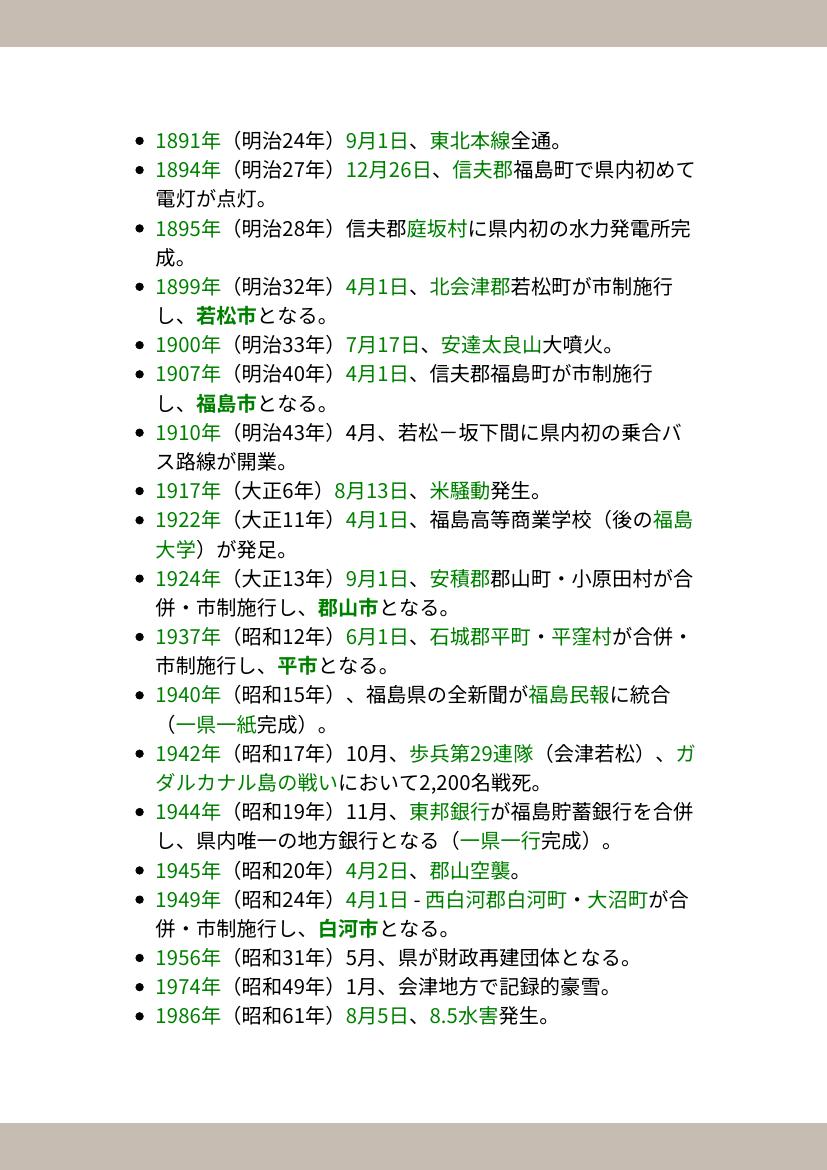 • 1891年（明治24年）9月1日、東北本線全通。
• 1894年（明治27年）12月26日、信夫郡福島町で県内初めて
電灯が点灯。
• 1895年（明治28年）信夫郡庭坂村に県内初の水力発電所完
成。
• 1899年（明治32年）4月1日、北会津郡若松町が市制施行
し、若松市となる。
• 1900年（明治33年）7月17日、安達太良山大噴火。
• 1907年（明治40年）4月1日、信夫郡福島町が市制施行
し、福島市となる。
• 1910年（明治43年）4月、若松－坂下間に県内初の乗合バ
ス路線が開業。
• 1917年（大正6年）8月13日、米騒動発生。
• 1922年（大正11年）4月1日、福島高等商業学校（後の福島
大学）が発足。
• 1924年（大正13年）9月1日、安積郡郡山町・小原田村が合
併・市制施行し、郡山市となる。
• 1937年（昭和12年）6月1日、石城郡平町・平窪村が合併・
市制施行し、平市となる。
• 1940年（昭和15年）、福島県の全新聞が福島民報に統合
（一県一紙完成）。
• 1942年（昭和17年）10月、歩兵第29連隊（会津若松）、ガ
ダルカナル島の戦いにおいて2,200名戦死。
• 1944年（昭和19年）11月、東邦銀行が福島貯蓄銀行を合併
し、県内唯一の地方銀行となる（一県一行完成）。
• 1945年（昭和20年）4月2日、郡山空襲。
• 1949年（昭和24年）4月1日 - 西白河郡白河町・大沼町が合
併・市制施行し、白河市となる。
• 1956年（昭和31年）5月、県が財政再建団体となる。
• 1974年（昭和49年）1月、会津地方で記録的豪雪。
• 1986年（昭和61年）8月5日、8.5水害発生。